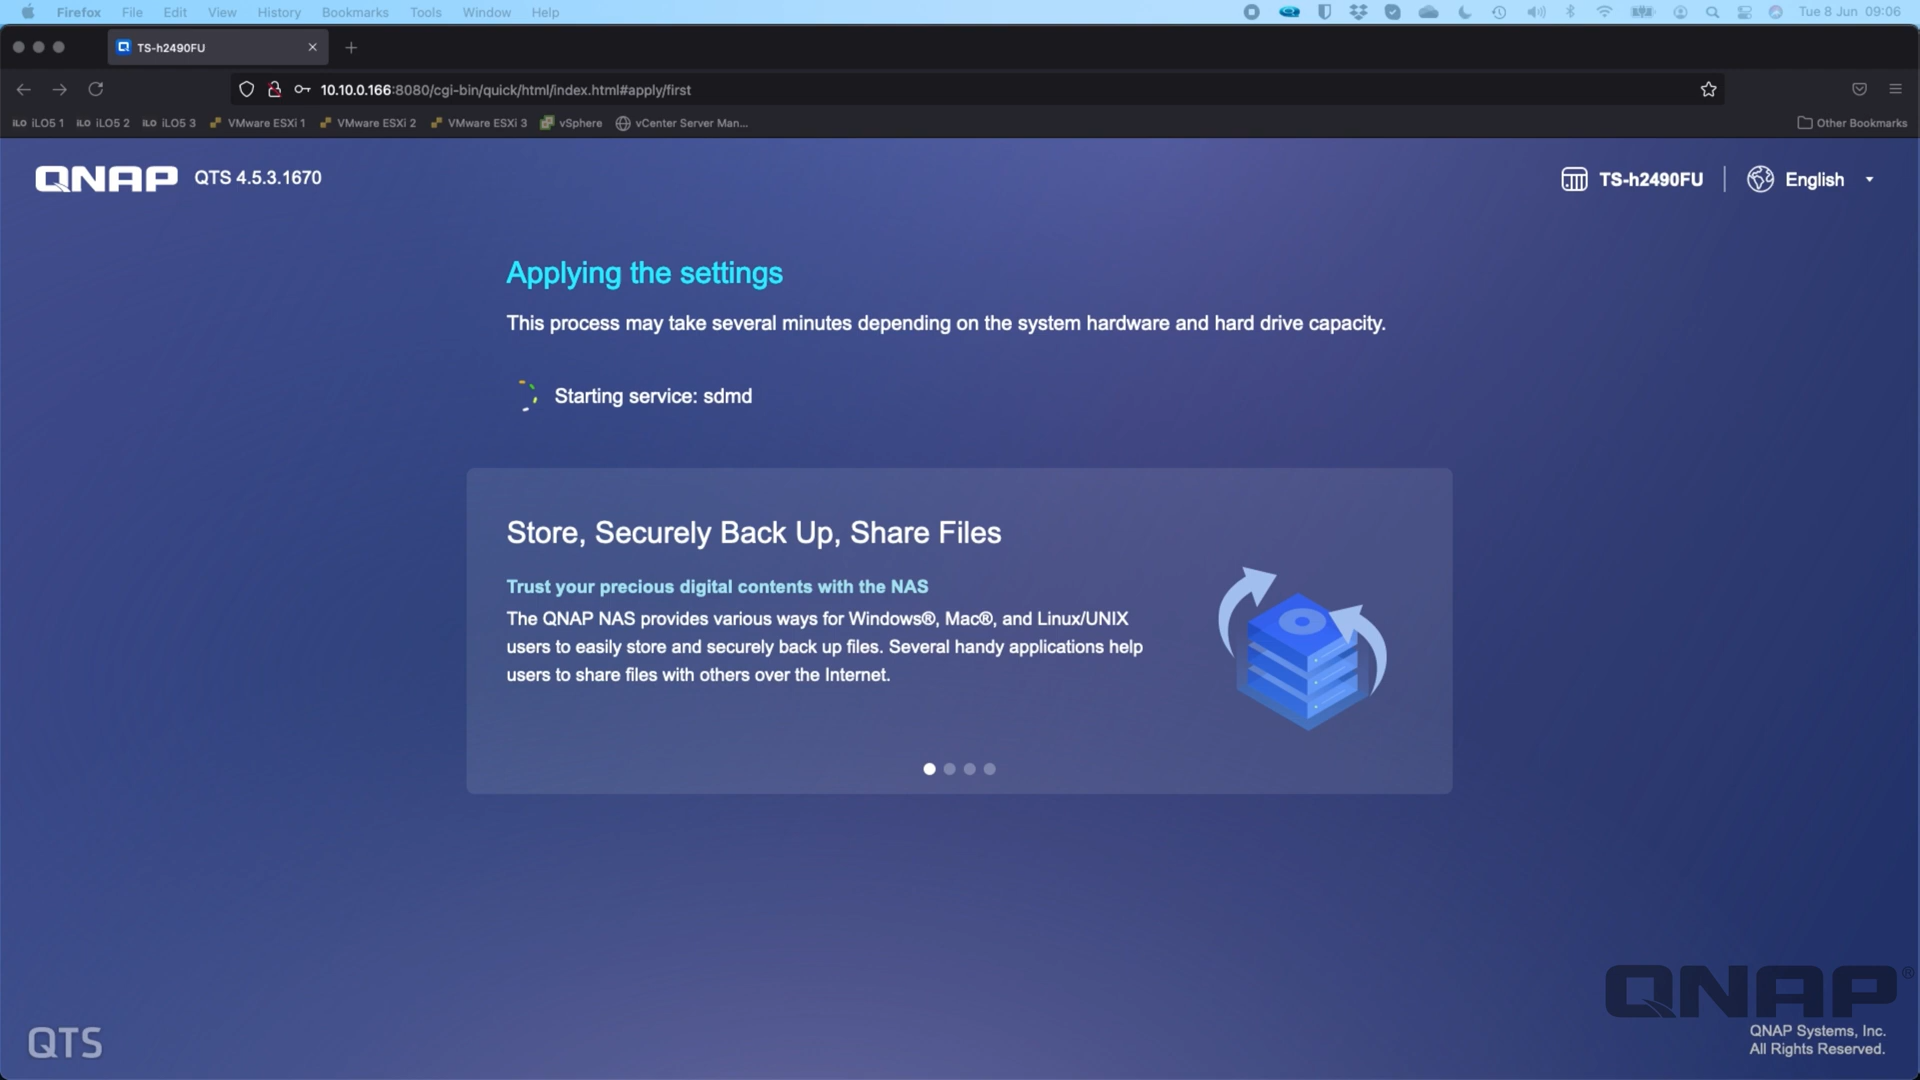 Firefox File Edit View History Bookmarks Tools Window Help
Tue 8 Jun 09:06
TS-h2490FU
10.10.0.166:8080/cgi-bin/quick/html/index.html#apply/first
iLO iLO5 1 iLO iLO5 2 iLO iLO5 3 VMware ESXi 1 VMware ESXi 2 VMware ESXi 3 vSphere vCenter Server Man... Other Bookmarks
QNAP QTS 4.5.3.1670
TS-h2490FU English
Applying the settings
This process may take several minutes depending on the system hardware and hard drive capacity.
Starting service: sdmd
Store, Securely Back Up, Share Files
Trust your precious digital contents with the NAS
The QNAP NAS provides various ways for Windows®, Mac®, and Linux/UNIX
users to easily store and securely back up files. Several handy applications help
users to share files with others over the Internet.
QNAP®
QTS
QNAP Systems, Inc.
All Rights Reserved.